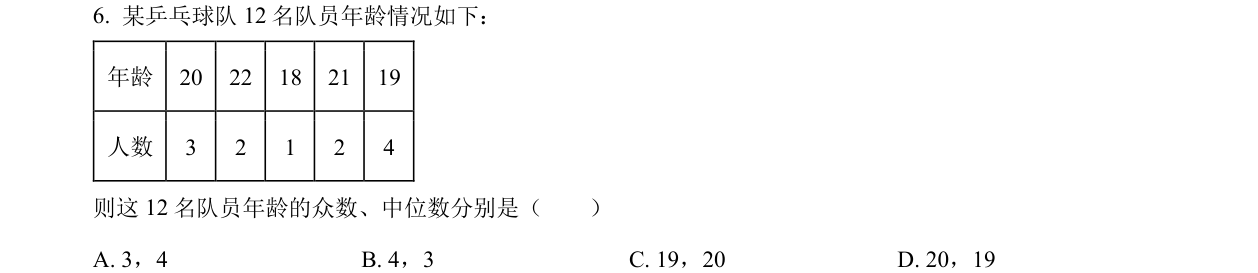 6. 某乒乓球队 12 名队员年龄情况如下：
年龄 20 22 18 21 19
人数 3 2 1 2 4
则这 12 名队员年龄的众数、中位数分别是（  ）
A. 3，4 B. 4，3 C. 19，20 D. 20，19